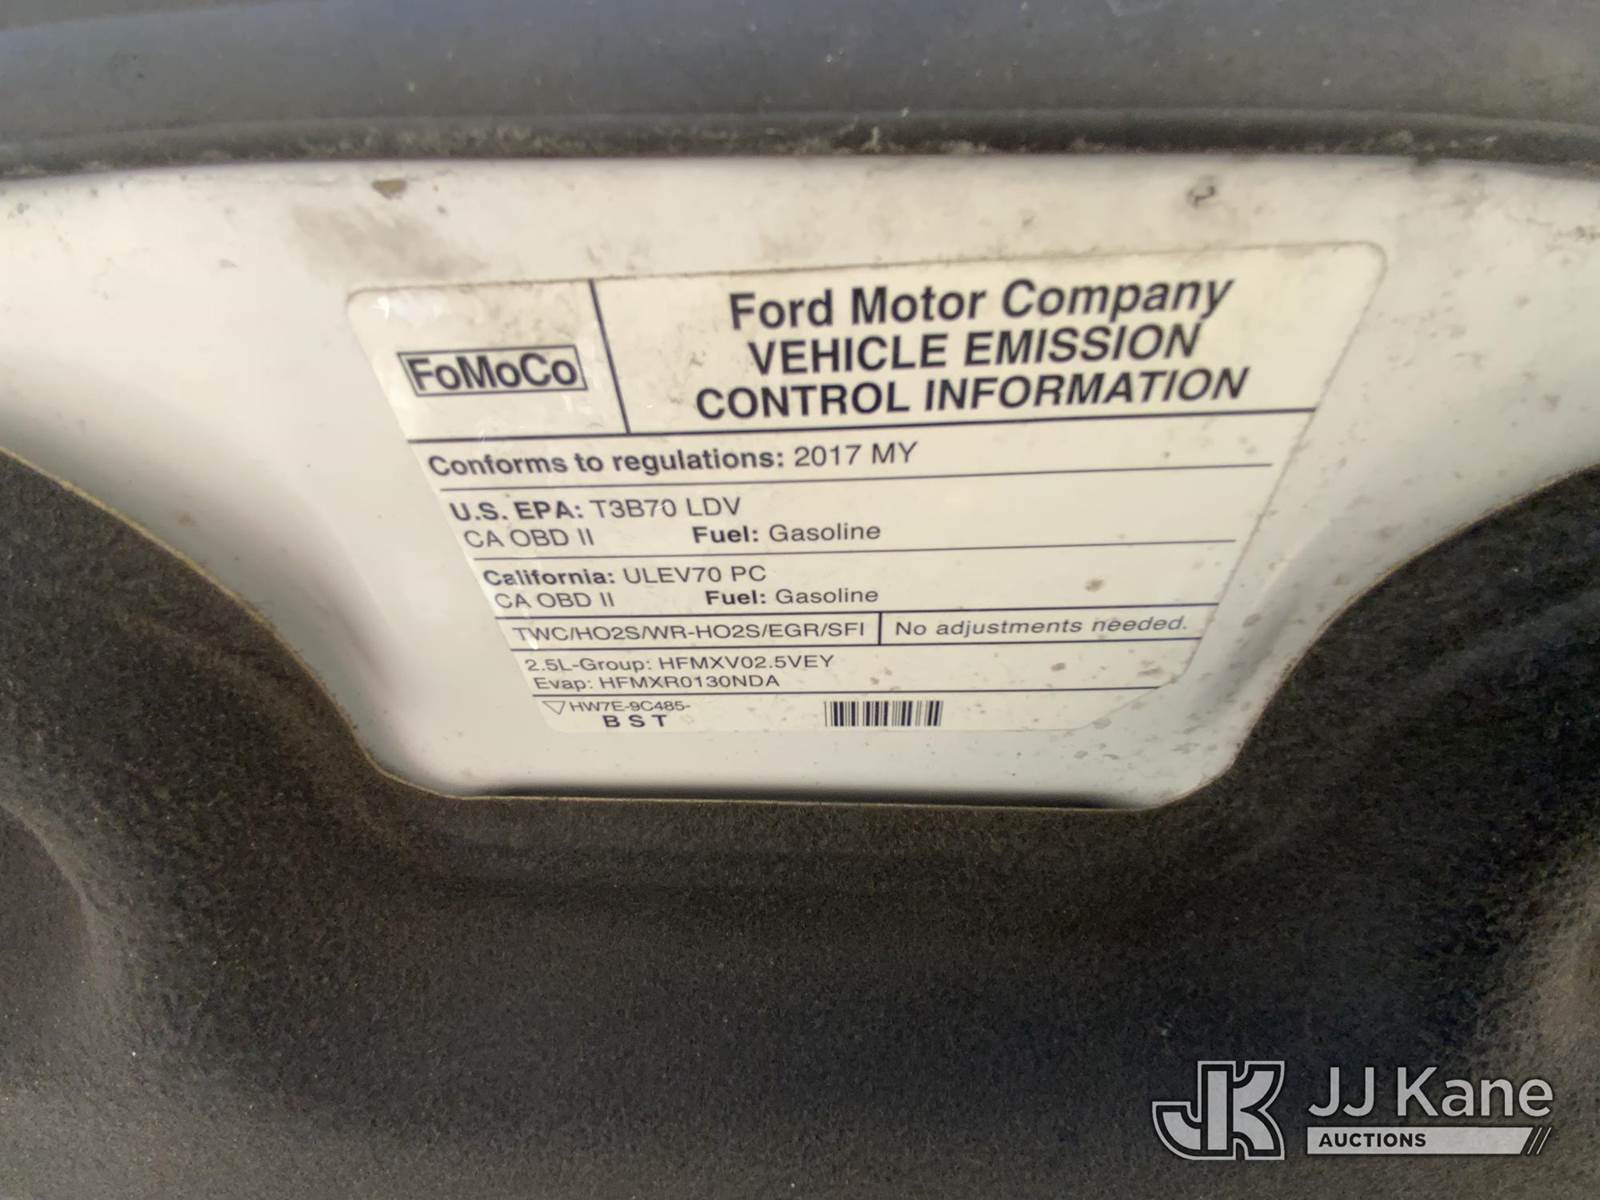 FoMoCo
Ford Motor Company
VEHICLE EMISSION
CONTROL INFORMATION
Conforms to regulations: 2017 MY
U.S. EPA: T3B70 LDV
CA OBD II Fuel: Gasoline
California: ULEV70 PC
CA OBD II Fuel: Gasoline
TWC/HO2S/WR-HO2S/EGR/SFI No adjustments needed.
2.5L-Group: HFMXV02.5VEY
Evap: HFMXR0130NDA
HW7E-9C485-
B S T
JK JJ Kane
AUCTIONS